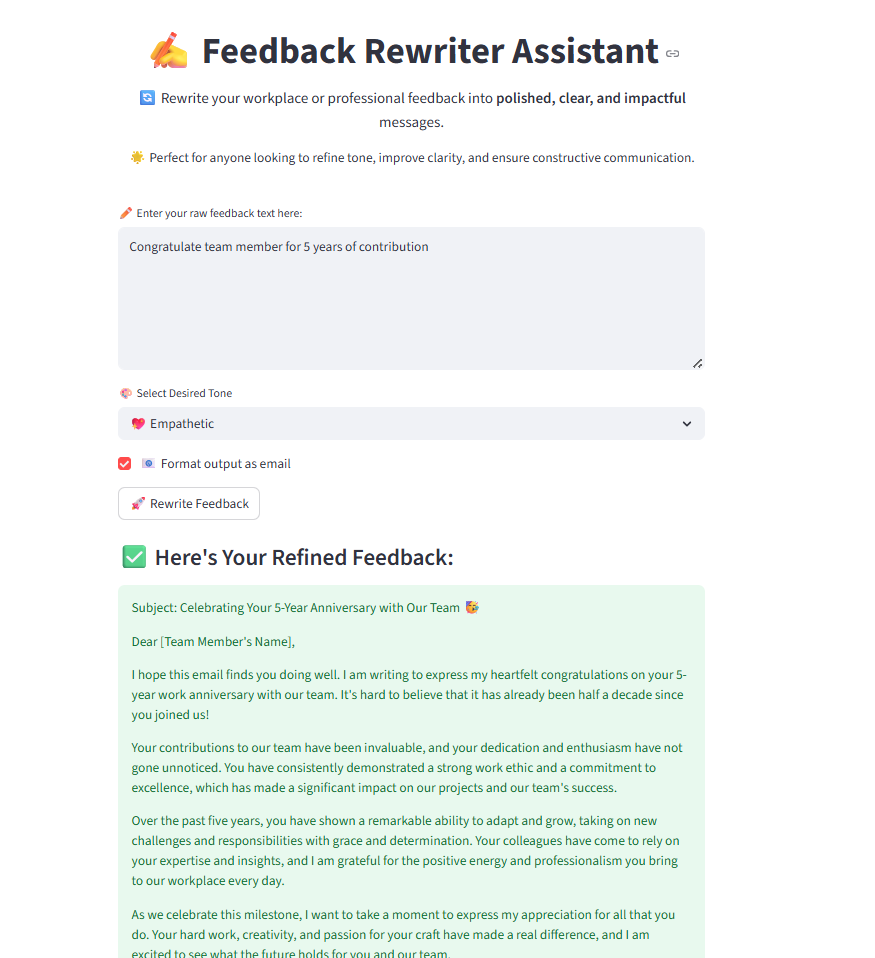 Feedback Rewriter Assistant
Rewrite your workplace or professional feedback into polished, clear, and impactful
messages.
Perfect for anyone looking to refine tone, improve clarity, and ensure constructive communication.
Enter your raw feedback text here:
Congratulate team member for 5 years of contribution
Select Desired Tone
Empathetic
Format output as email
Rewrite Feedback
Here's Your Refined Feedback:
Subject: Celebrating Your 5-Year Anniversary with Our Team
Dear [Team Member's Name],
I hope this email finds you doing well. I am writing to express my heartfelt congratulations on your 5-
year work anniversary with our team. It's hard to believe that it has already been half a decade since
you joined us!
Your contributions to our team have been invaluable, and your dedication and enthusiasm have not
gone unnoticed. You have consistently demonstrated a strong work ethic and a commitment to
excellence, which has made a significant impact on our projects and our team's success.
Over the past five years, you have shown a remarkable ability to adapt and grow, taking on new
challenges and responsibilities with grace and determination. Your colleagues have come to rely on
your expertise and insights, and I am grateful for the positive energy and professionalism you bring
to our workplace every day.
As we celebrate this milestone, I want to take a moment to express my appreciation for all that you
do. Your hard work, creativity, and passion for your craft have made a real difference, and I am
excited to see what the future holds for you and our team.